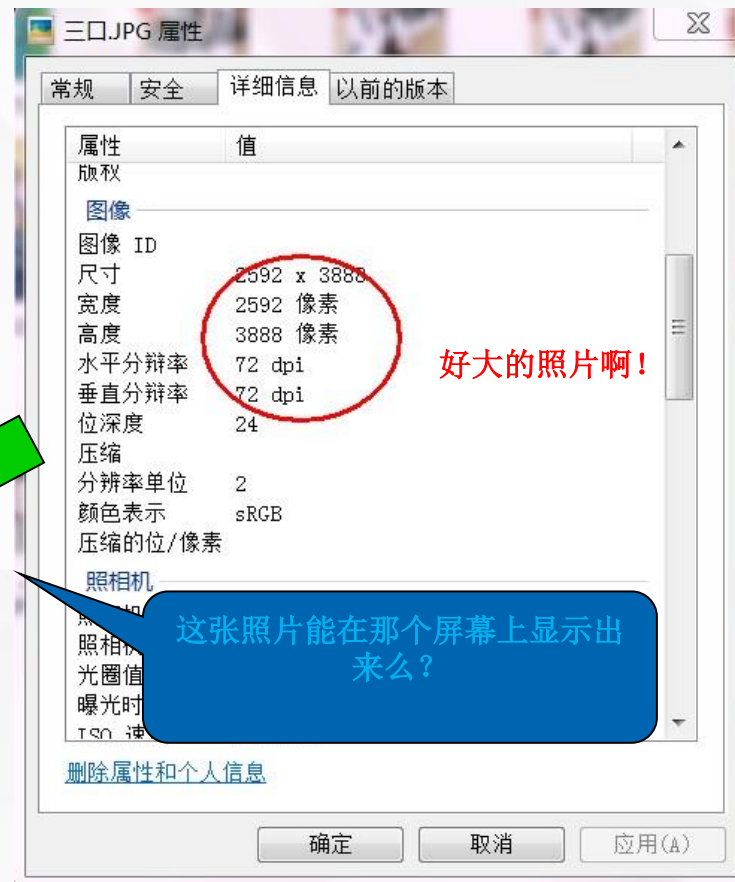 三口.JPG 属性
常规 安全 详细信息 以前的版本
属性 值
版权
图像
图像 ID
尺寸 2592 x 3888
宽度 2592 像素
高度 3888 像素
水平分辩率 72 dpi
好大的照片啊!
垂直分辩率 72 dpi
位深度 24
压缩
分辨率单位 2
颜色表示 sRGB
压缩的位/像素
照相机
这张照片能在那个屏幕上显示出
来么?
照相
光圈值
曝光时
ISO 速
删除属性和个人信息
确定 取消 应用(A)